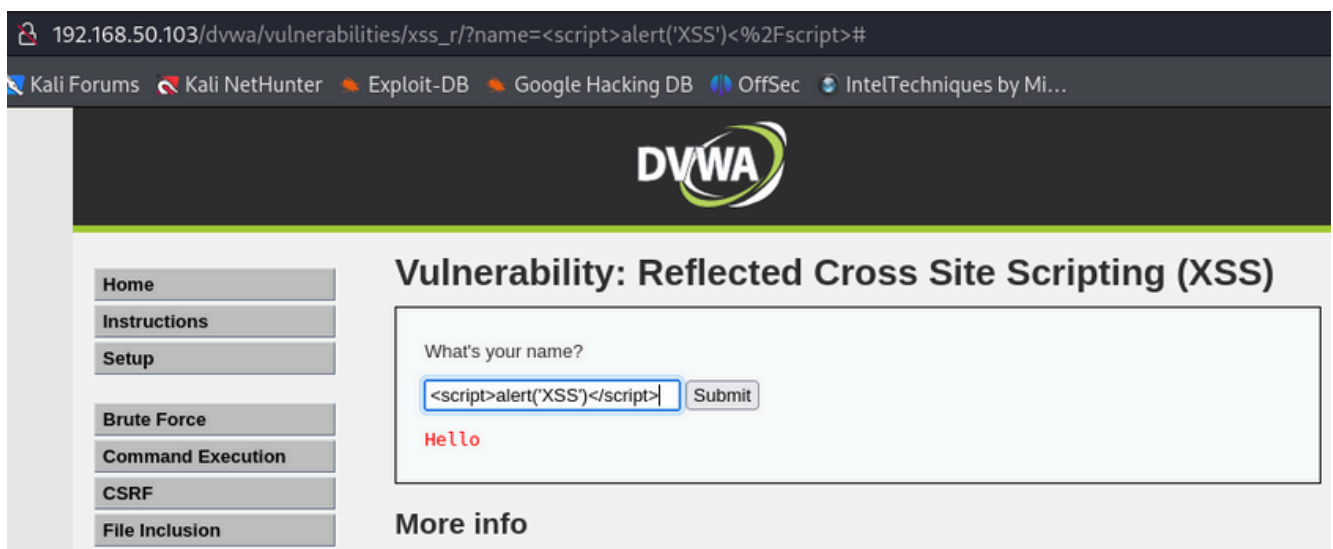 192.168.50.103/dvwa/vulnerabilities/xss_r/?name=<script>alert('XSS')<%2Fscript>#
Kali Forums Kali NetHunter Exploit-DB Google Hacking DB OffSec IntelTechniques by Mi...
DVWA
Home
Instructions
Setup
Brute Force
Command Execution
CSRF
File Inclusion
Vulnerability: Reflected Cross Site Scripting (XSS)
What's your name?
<script>alert('XSS')</script> Submit
Hello
More info